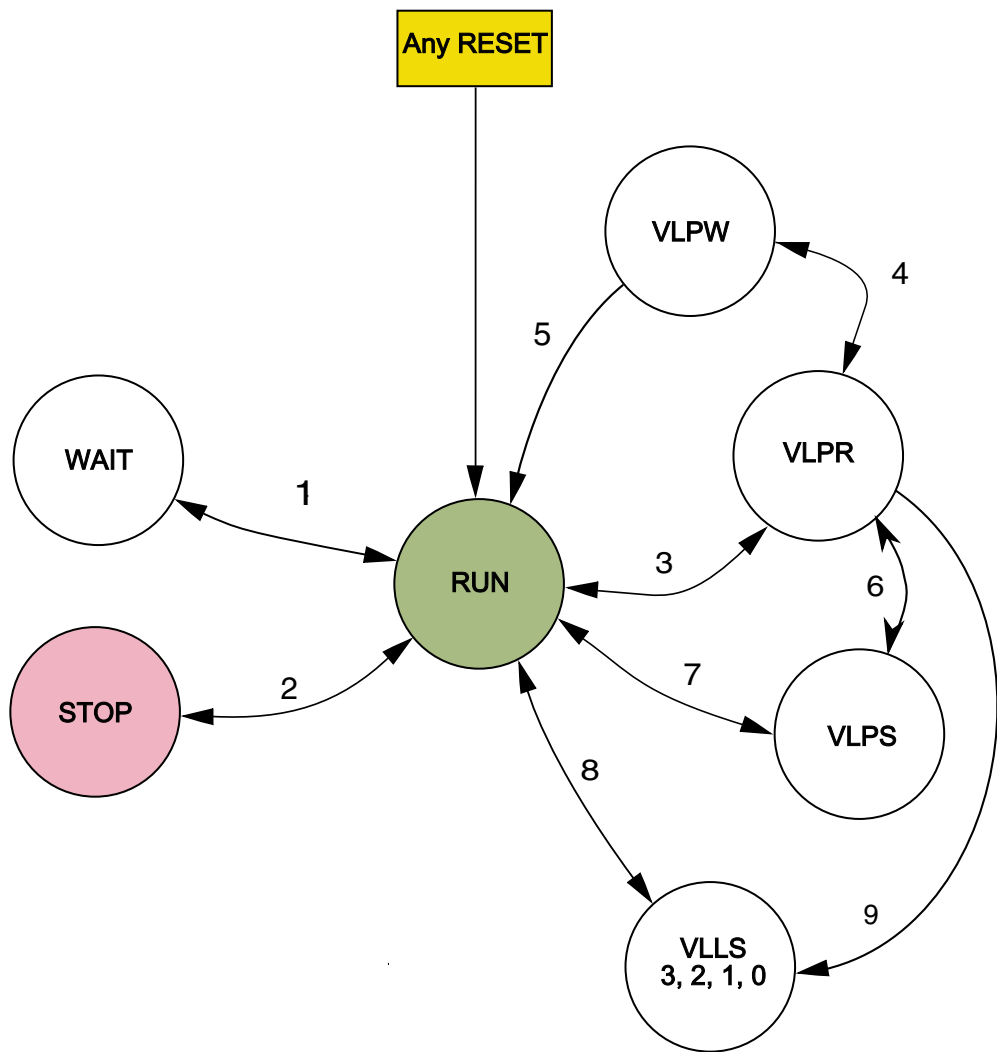 Any RESET
VLPW
4
5
VLPR
WAIT
1
3
RUN
6
STOP
2
7
VLPS
8
9
VLLS
3, 2, 1, 0